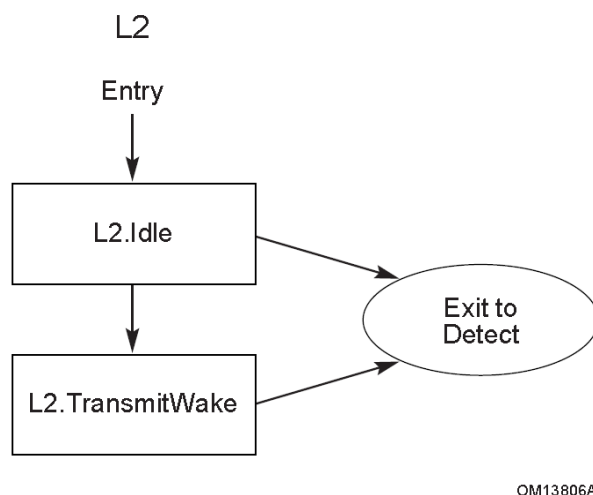 L2
Entry
L2.Idle
Exit to
Detect
L2.TransmitWake
OM13806A